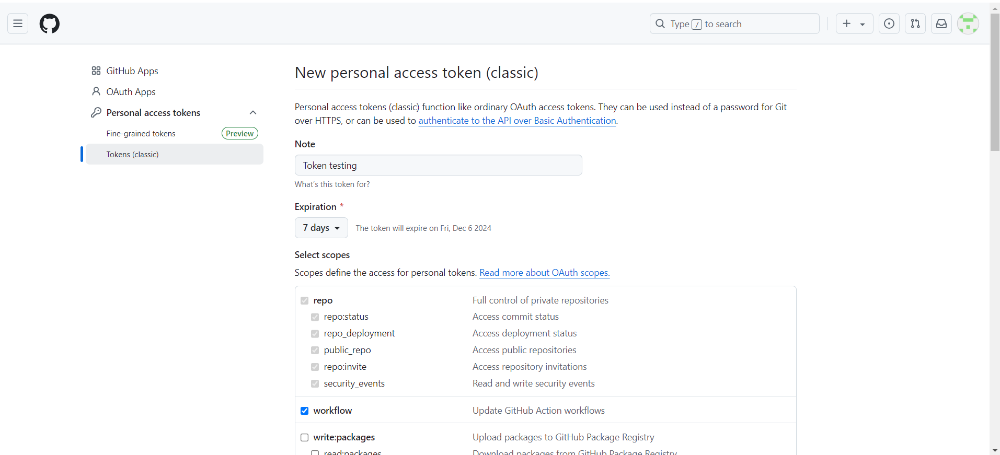 Type / to search
GitHub Apps
OAuth Apps
Personal access tokens
Fine-grained tokens Preview
Tokens (classic)
New personal access token (classic)
Personal access tokens (classic) function like ordinary OAuth access tokens. They can be used instead of a password for Git
over HTTPS, or can be used to authenticate to the API over Basic Authentication.
Note
Token testing
What's this token for?
Expiration *
7 days The token will expire on Fri, Dec 6 2024
Select scopes
Scopes define the access for personal tokens. Read more about OAuth scopes.
repo Full control of private repositories
repo:status Access commit status
repo_deployment Access deployment status
public_repo Access public repositories
repo:invite Access repository invitations
security_events Read and write security events
workflow Update GitHub Action workflows
write:packages Upload packages to GitHub Package Registry
read:packages Download packages from GitHub Package Registry